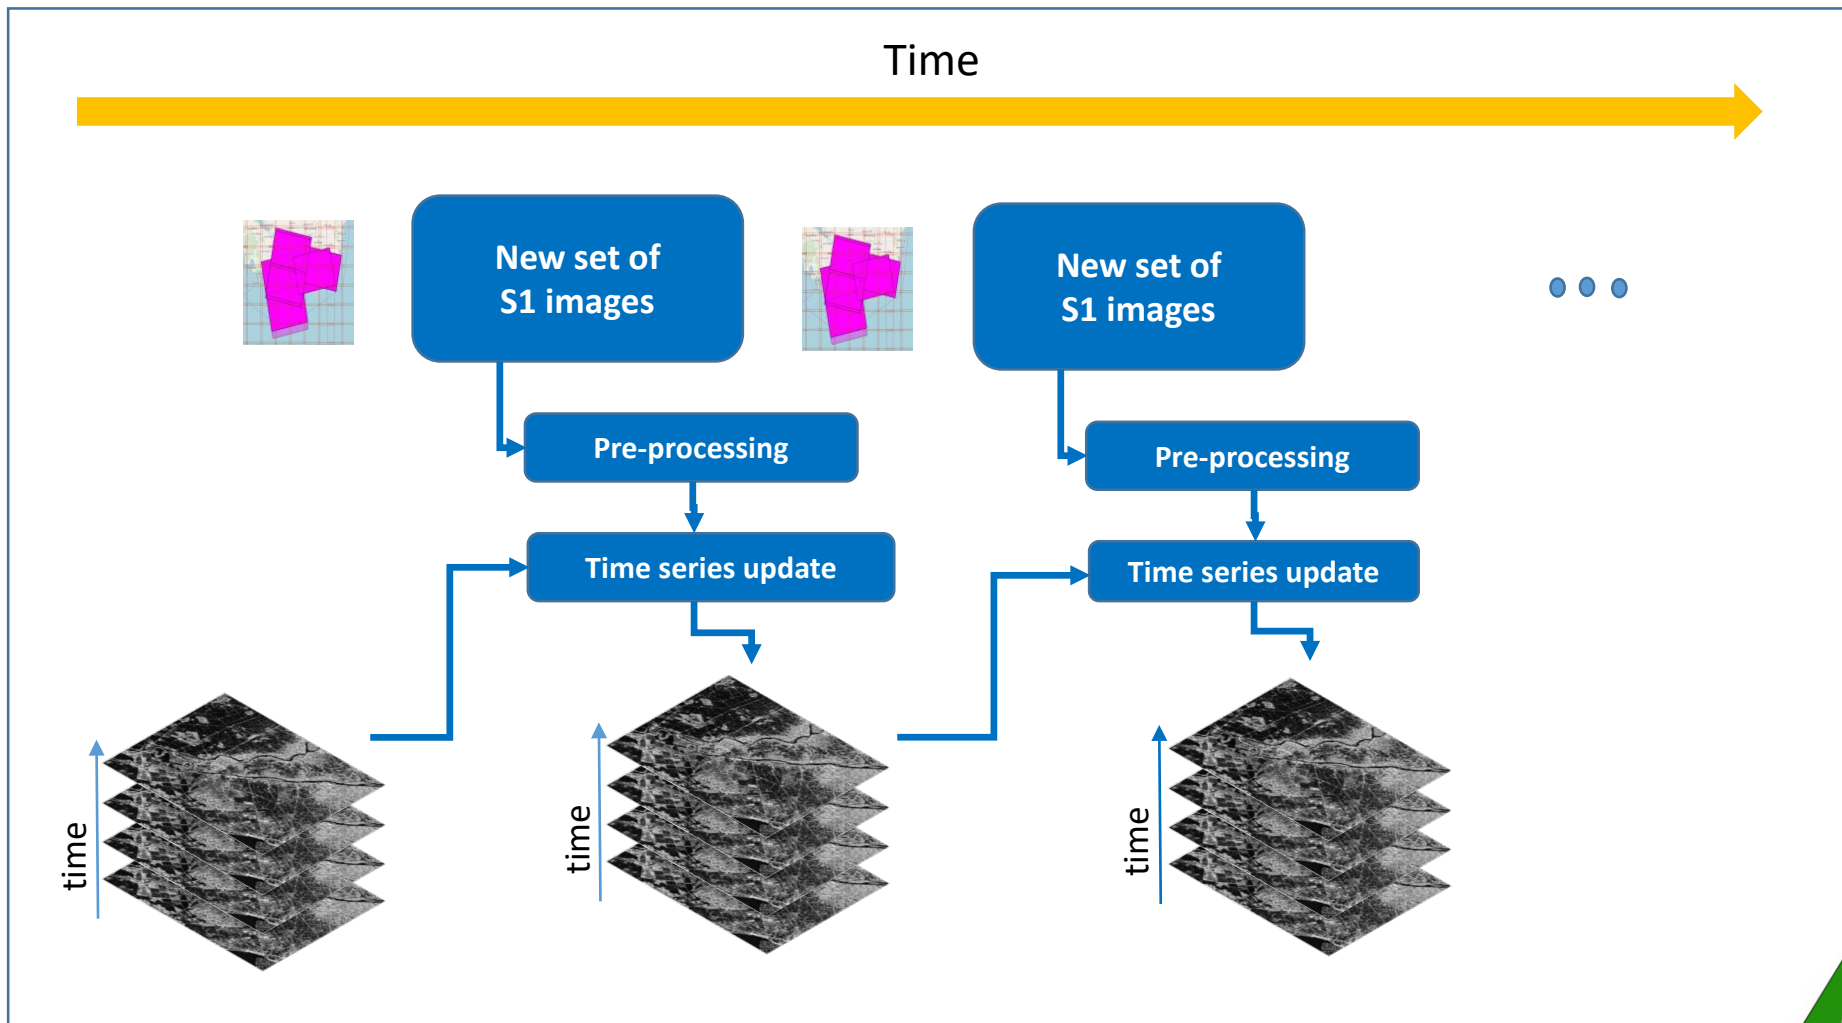 Time
New set of
S1 images
New set of
S1 images
Pre-processing
Pre-processing
Time series update
Time series update
time
time
time